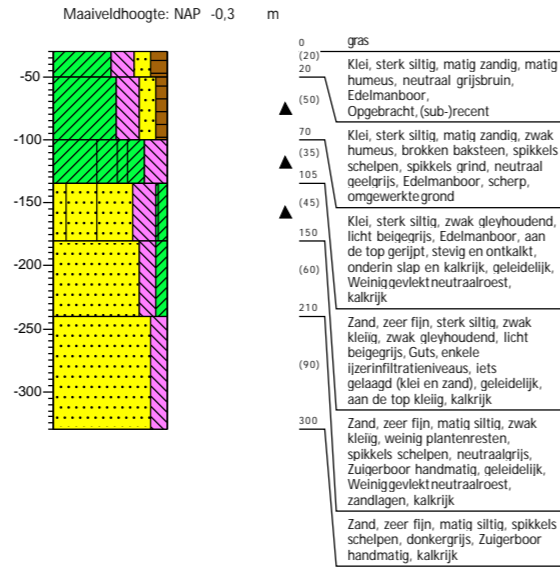 Maaiveldhoogte: NAP -0,3 m
-50
-100
-150
-200
-250
-300
0
(20)
20
(50)
70
(35)
105
(45)
150
(60)
210
(90)
300
gras
Klei, sterk siltig, matig zandig, matig
humeus, neutraal grijsbruin,
Edelmanboor,
Opgebracht, (sub-)recent
Klei, sterk siltig, matig zandig, zwak
humeus, brokken baksteen, spikkels
schelpen, spikkels grind, neutraal
geelgrijs, Edelmanboor, scherp,
omgewerkte grond
Klei, sterk siltig, zwak gleyhoudend,
licht beigegrijs, Edelmanboor, aan
de top gerijpt, stevig en ontkalkt,
onderin slap en kalkrijk, geleidelijk,
Weinig gevlekt neutraalroest,
kalkrijk
Zand, zeer fijn, sterk siltig, zwak
kleiïg, zwak gleyhoudend, licht
beigegrijs, Guts, enkele
ijzerinfiltratieniveaus, iets
gelaagd (klei en zand), geleidelijk,
aan de top kleiig, kalkrijk
Zand, zeer fijn, matig siltig, zwak
kleiïg, weinig plantenresten,
spikkels schelpen, neutraalgrijs,
Zuigerboor handmatig, geleidelijk,
Weinig gevlekt neutraalroest,
zandlagen, kalkrijk
Zand, zeer fijn, matig siltig, spikkels
schelpen, donkergrijs, Zuigerboor
handmatig, kalkrijk